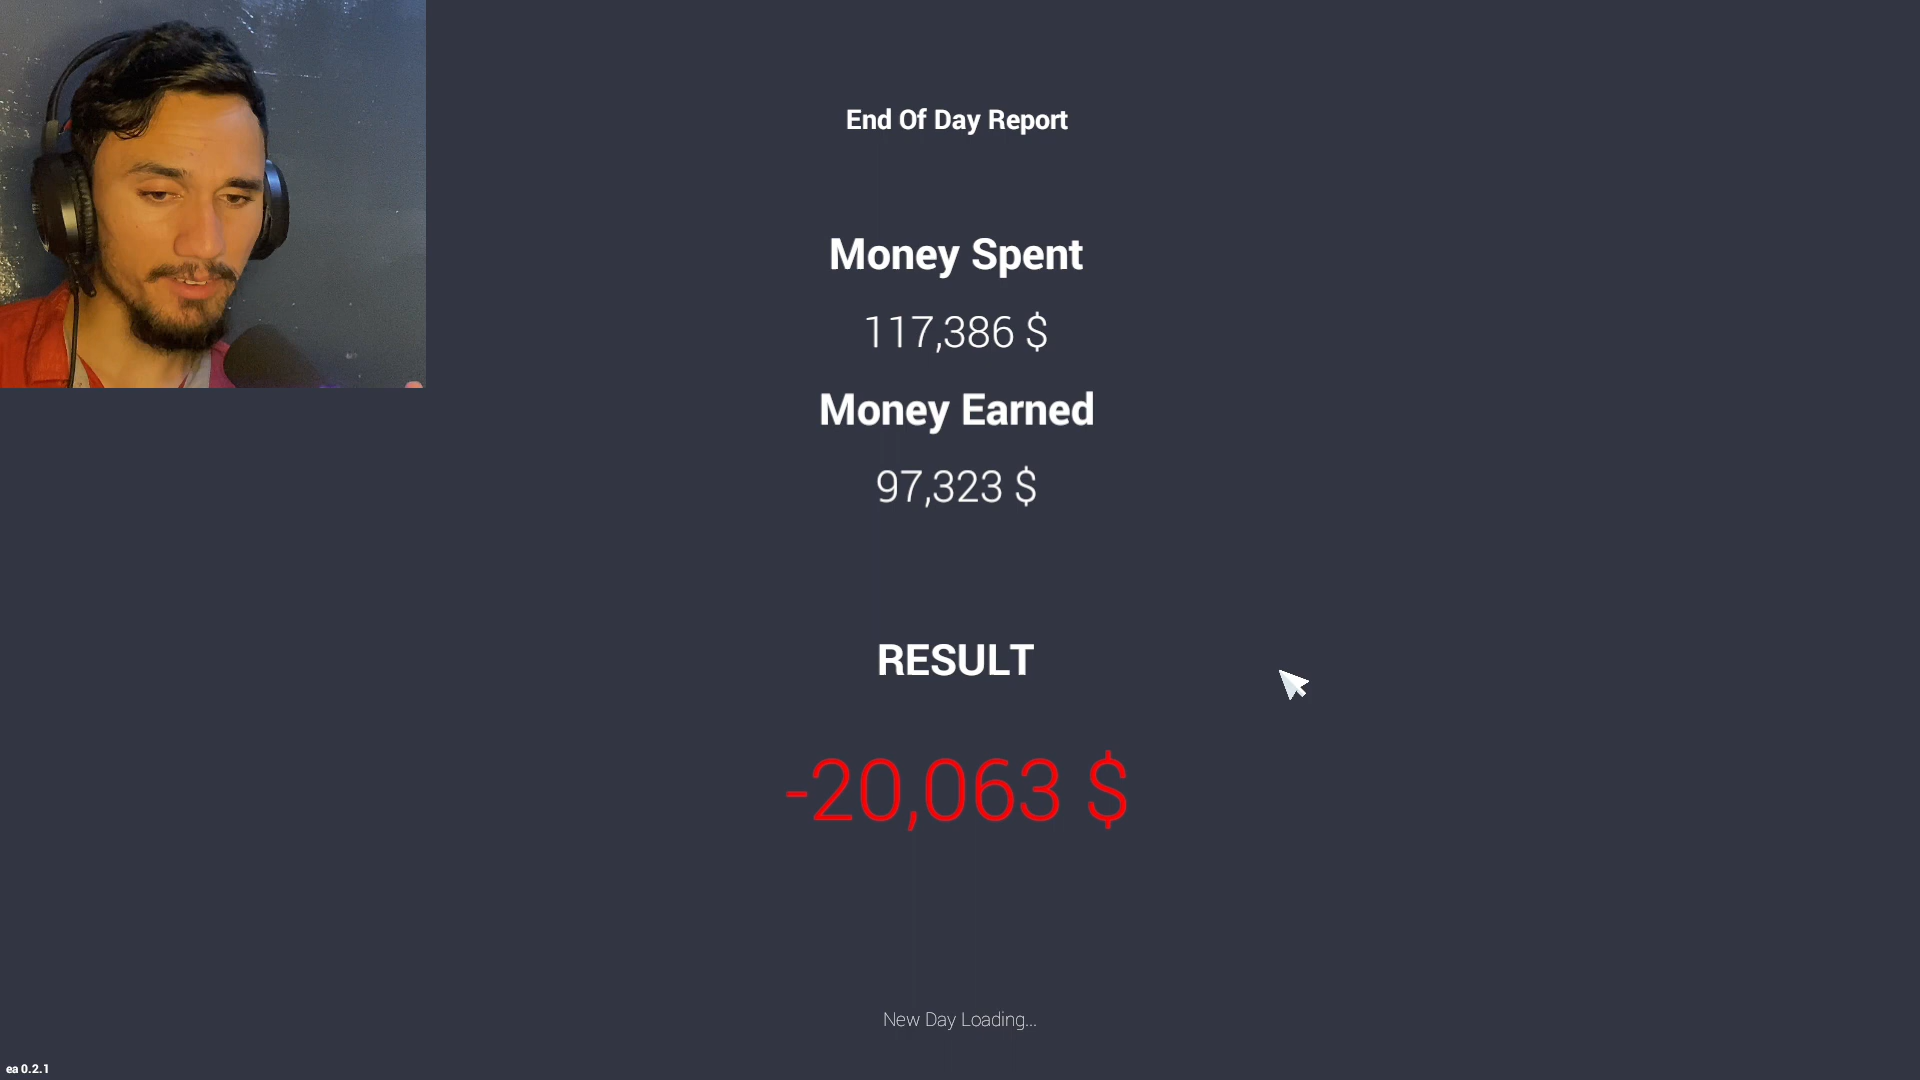 End Of Day Report
Money Spent
117,386 $
Money Earned
97,323 $
RESULT
-20,063 $
New Day Loading...
ea 0.2.1